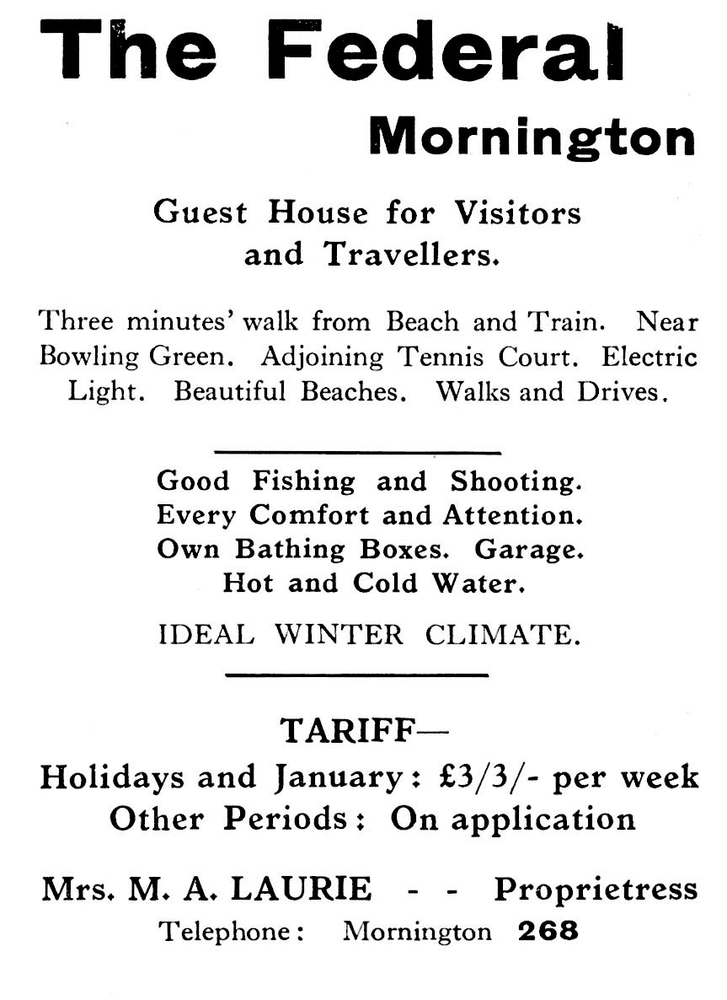 The Federal
Mornington
Guest House for Visitors
and Travellers.
Three minutes' walk from Beach and Train. Near
Bowling Green. Adjoining Tennis Court. Electric
Light. Beautiful Beaches. Walks and Drives.
Good Fishing and Shooting.
Every Comfort and Attention.
Own Bathing Boxes. Garage.
Hot and Cold Water.
IDEAL WINTER CLIMATE.
TARIFF—
Holidays and January: £3/3/- per week
Other Periods: On application
Mrs. M. A. LAURIE - - Proprietress
Telephone: Mornington 268